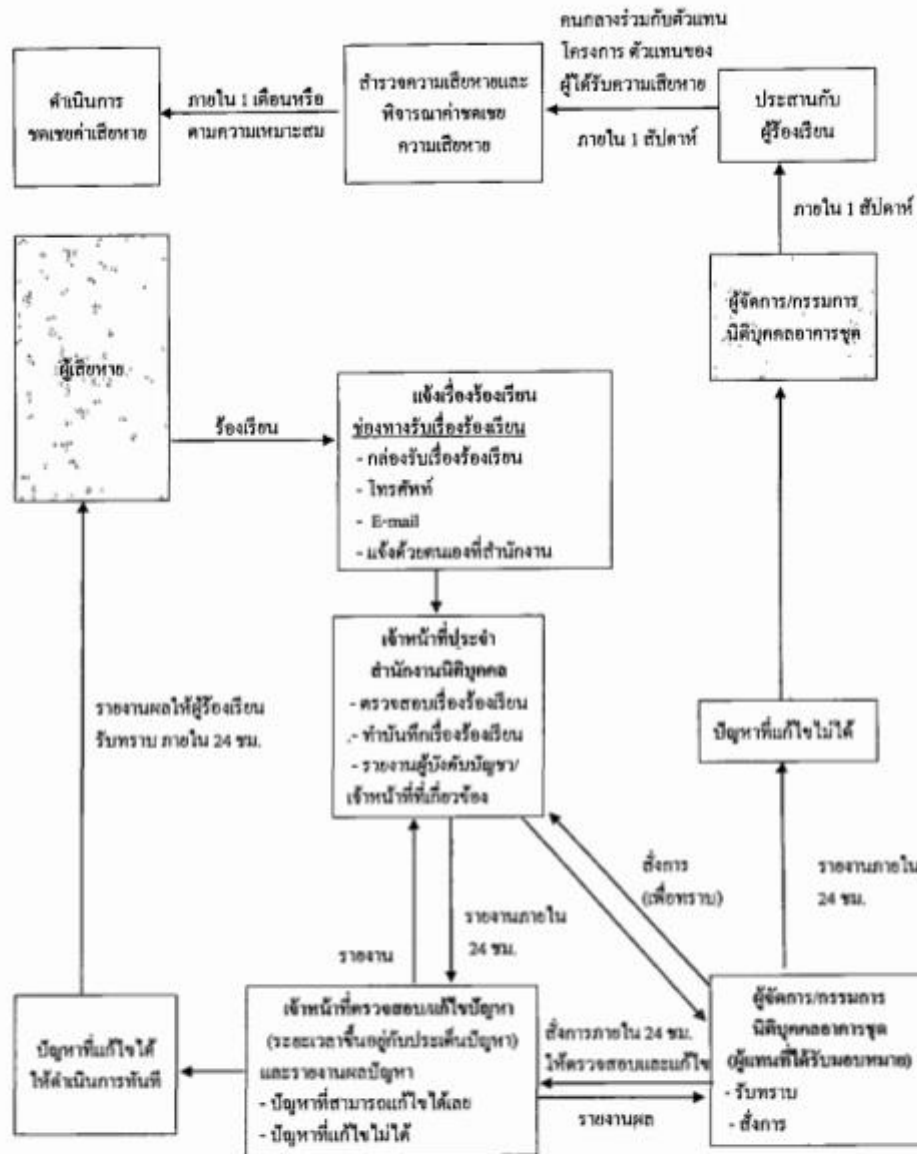 คนกลางร่วมกับตัวแทน
โครงการ ตัวแทนของ
ผู้ได้รับความเสียหาย
ดำเนินการ
ชดเชยค่าเสียหาย
ภายใน 1 เดือนหรือ
ตามความเหมาะสม
สำรวจความเสียหายและ
พิจารณาค่าชดเชย
ความเสียหาย
ภายใน 1 สัปดาห์
ประสานกับ
ผู้ร้องเรียน
ภายใน 1 สัปดาห์
ผู้จัดการ/กรรมการ
นิติบุคคลอาคารชุด
ผู้เสียหาย
ร้องเรียน
แจ้งเรื่องร้องเรียน
ช่องทางรับเรื่องร้องเรียน
- กล่องรับเรื่องร้องเรียน
- โทรศัพท์
- E-mail
- แจ้งด้วยตนเองที่สำนักงาน
เจ้าหน้าที่ประจำ
สำนักงานนิติบุคคล
- ตรวจสอบเรื่องร้องเรียน
- ทำบันทึกเรื่องร้องเรียน
- รายงานผู้บังคับบัญชา/
เจ้าหน้าที่ที่เกี่ยวข้อง
รายงานผลให้ผู้ร้องเรียน
รับทราบ ภายใน 24 ชม.
ปัญหาที่แก้ไขไม่ได้
สั่งการ
(เพื่อทราบ)
รายงานภายใน
24 ชม.
รายงาน
รายงานภายใน
24 ชม.
ปัญหาที่แก้ไขได้
ให้ดำเนินการทันที
เจ้าหน้าที่ตรวจสอบ/แก้ไขปัญหา
(ระยะเวลาขึ้นอยู่กับประเด็นปัญหา)
และรายงานผลปัญหา
- ปัญหาที่สามารถแก้ไขได้เลย
- ปัญหาที่แก้ไขไม่ได้
สั่งการภายใน 24 ชม.
ให้ตรวจสอบและแก้ไข
รายงานผล
ผู้จัดการ/กรรมการ
นิติบุคคลอาคารชุด
(ผู้แทนที่ได้รับมอบหมาย)
- รับทราบ
- สั่งการ